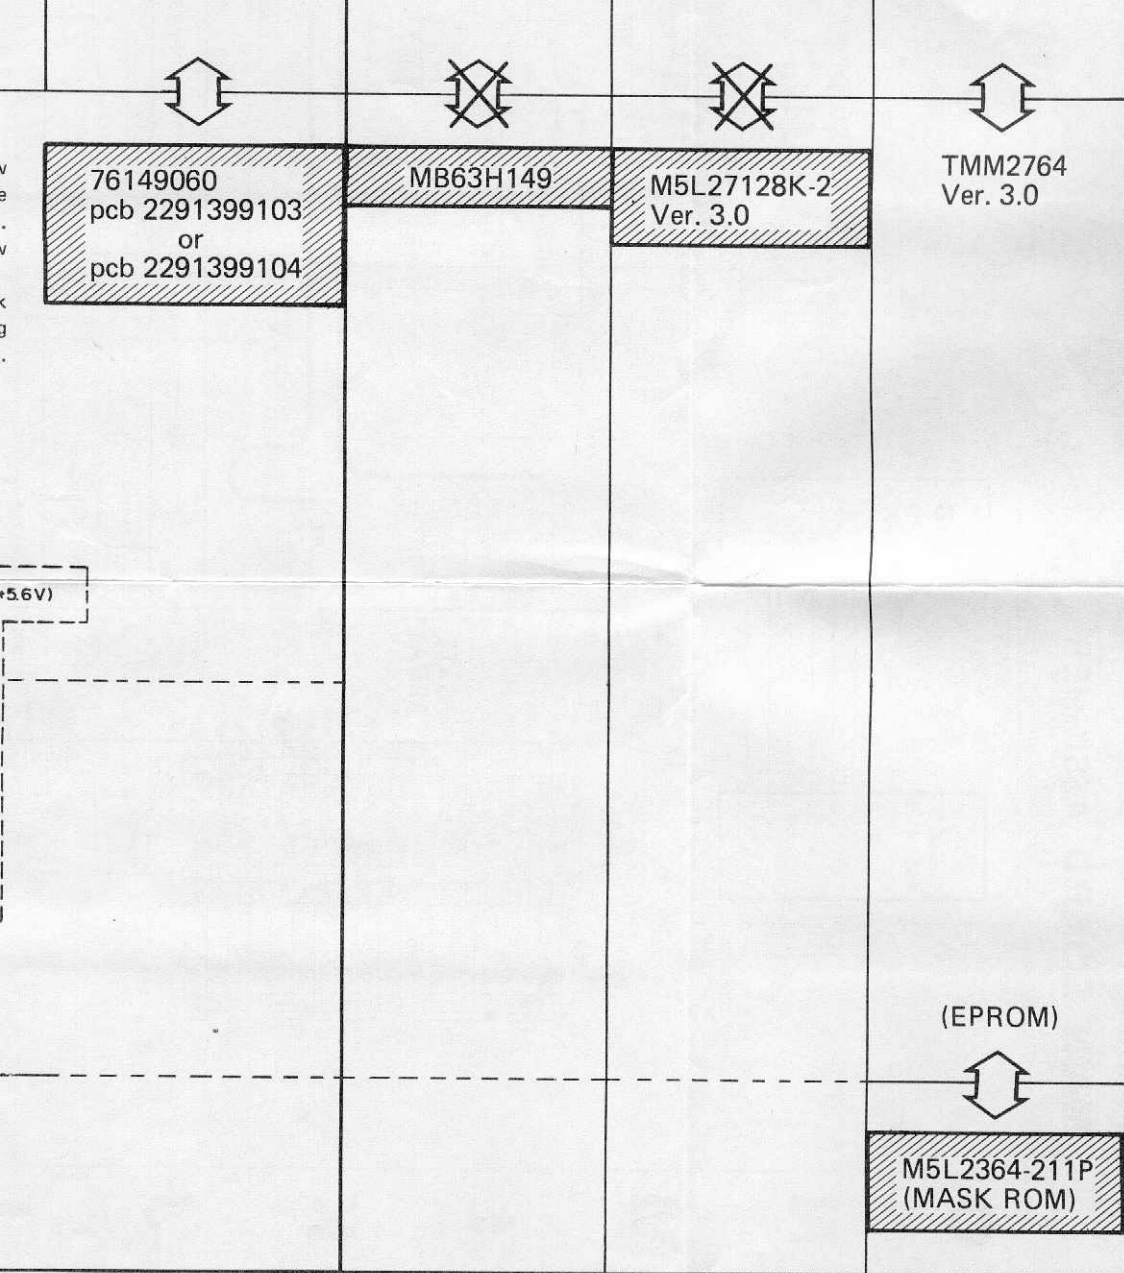 76149060
pcb 2291399103
or
pcb 2291399104
MB63H149
M5L27128K-2
Ver. 3.0
TMM2764
Ver. 3.0
w
e
.
w
k
g
.
+5.6V)
(EPROM)
M5L2364-211P
(MASK ROM)